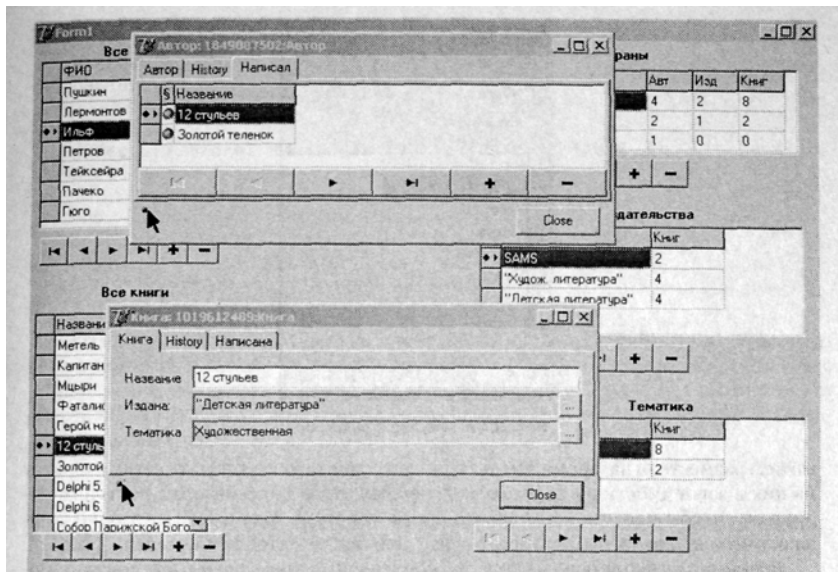 Form1
Все
ФИО
Пушкин
Лермонтов
Ильф
Петров
Тейксейра
Пачеко
Гюго
Автор: 1849087502:Автор
Автор History Написал
§ Название
12 стульев
Золотой теленок
Close
раны
Авт Изд Книг
4 2 8
2 1 2
1 0 0
дательства
Книг
SAMS 2
"Худож. литература" 4
"Детская литература" 4
Все книги
Названи
Метель
Капитан
Мцыри
Фаталис
Герой на
12 стуль
Золотой
Delphi 5.
Delphi 6.
Собор Парижской Бого
Книга: 1019612489:Книга
Книга History Написана
Название 12 стульев
Издана: "Детская литература" ...
Тематика Художественная ...
Close
Тематика
Книг
8
2